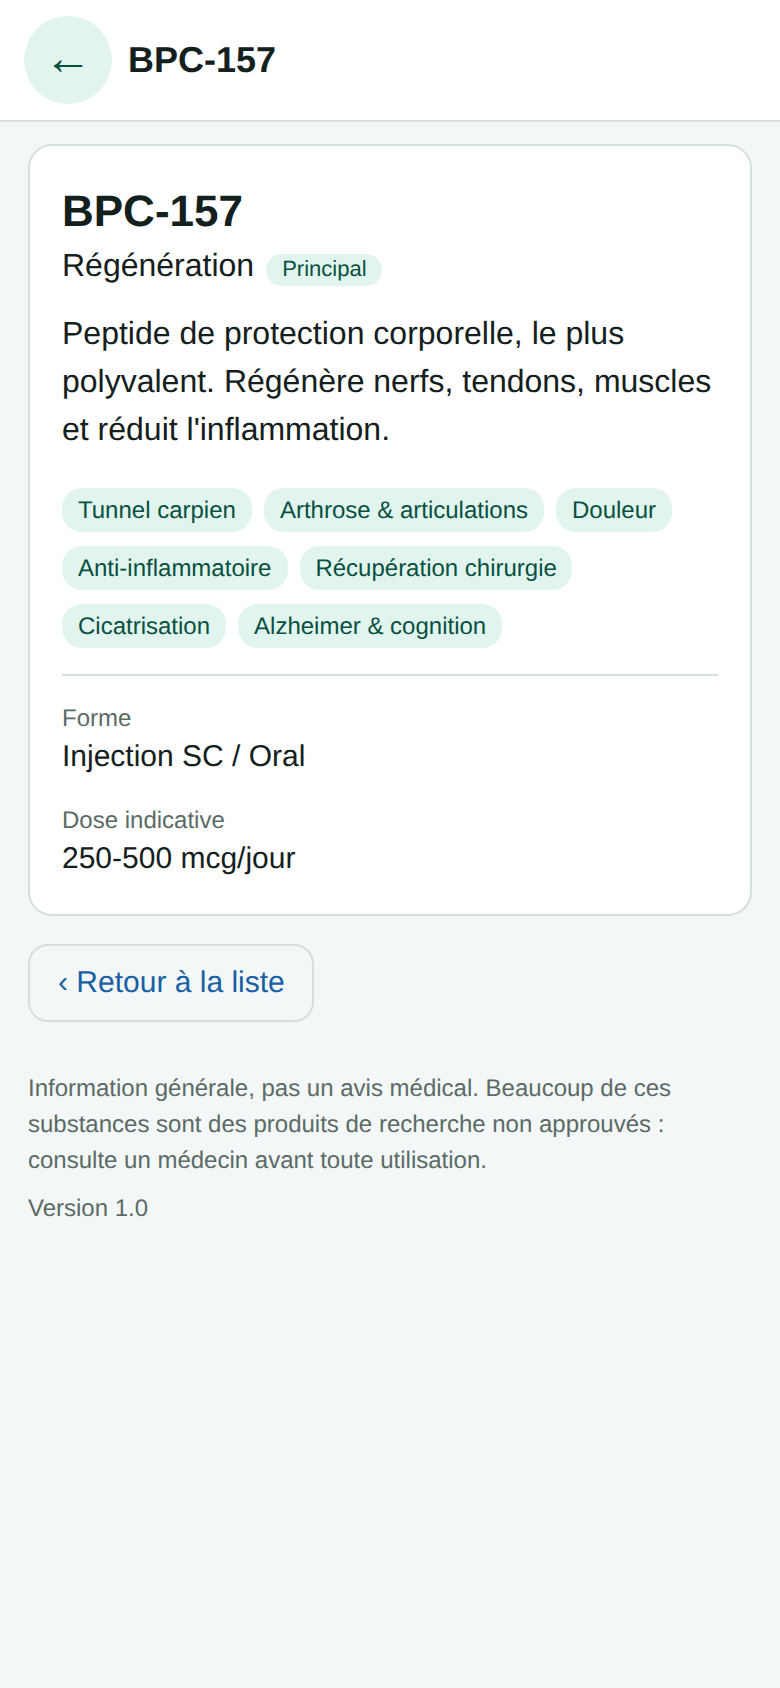 ← BPC-157
BPC-157
Régénération Principal
Peptide de protection corporelle, le plus
polyvalent. Régénère nerfs, tendons, muscles
et réduit l'inflammation.
Tunnel carpien Arthrose & articulations Douleur
Anti-inflammatoire Récupération chirurgie
Cicatrisation Alzheimer & cognition
Forme
Injection SC / Oral
Dose indicative
250-500 mcg/jour
‹ Retour à la liste
Information générale, pas un avis médical. Beaucoup de ces
substances sont des produits de recherche non approuvés :
consulte un médecin avant toute utilisation.
Version 1.0